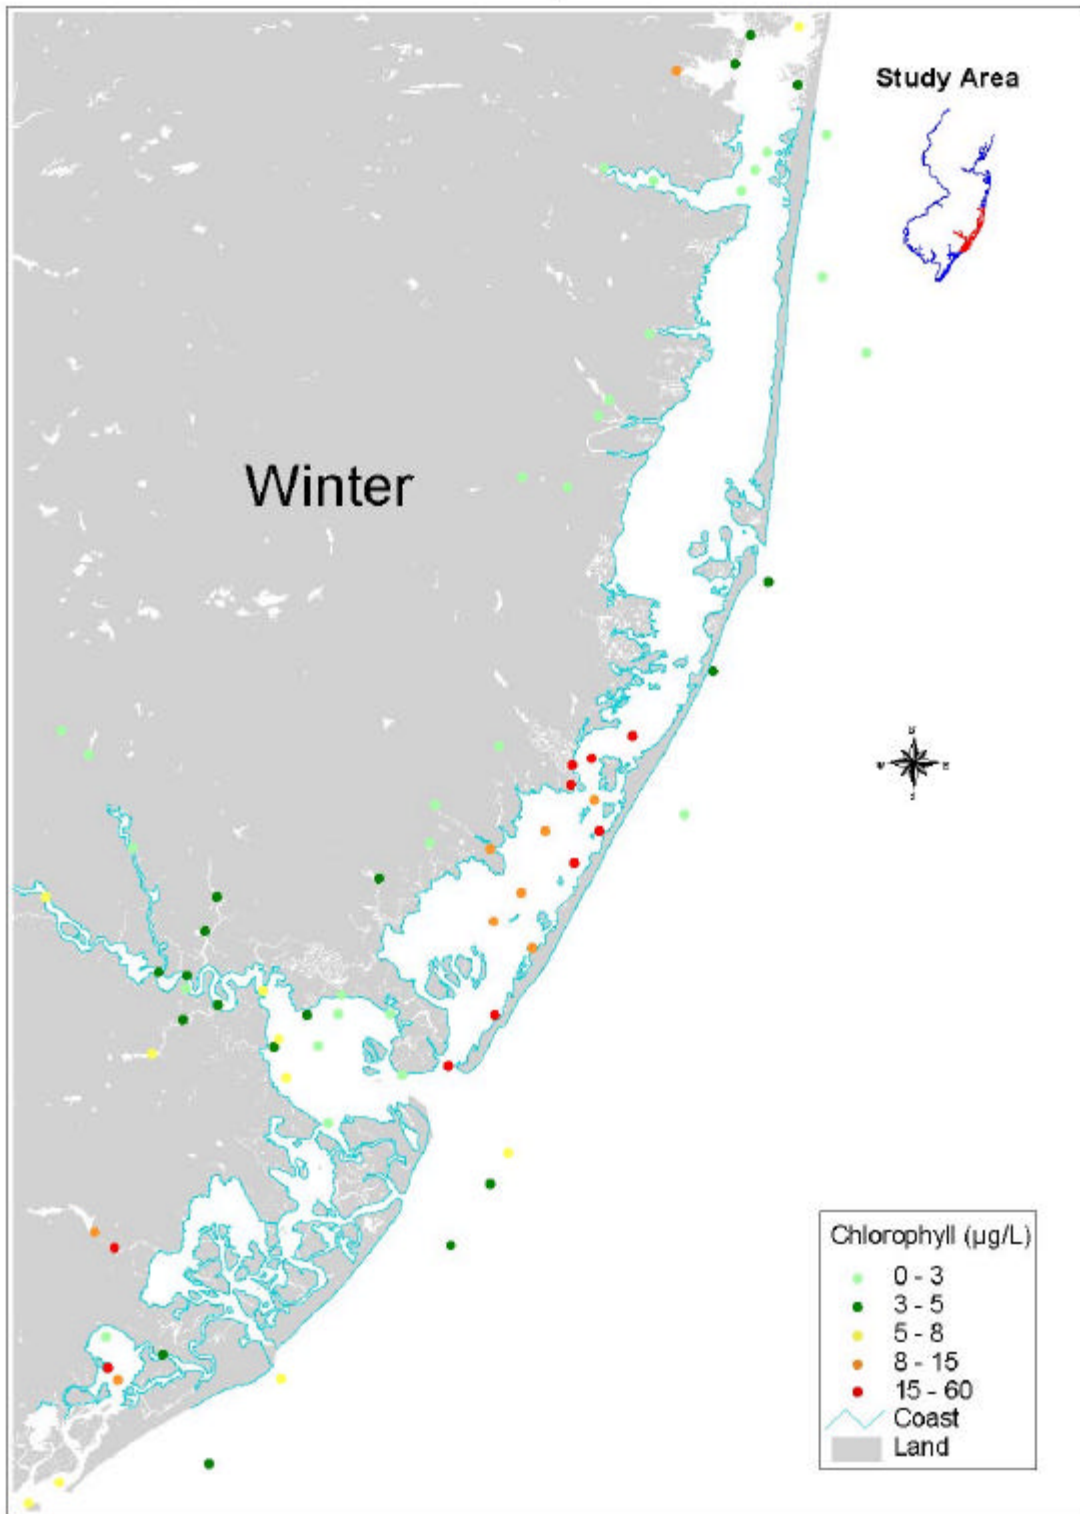 Study Area
Winter
N
W E
S
Chlorophyll (µg/L)
0 - 3
3 - 5
5 - 8
8 - 15
15 - 60
Coast
Land